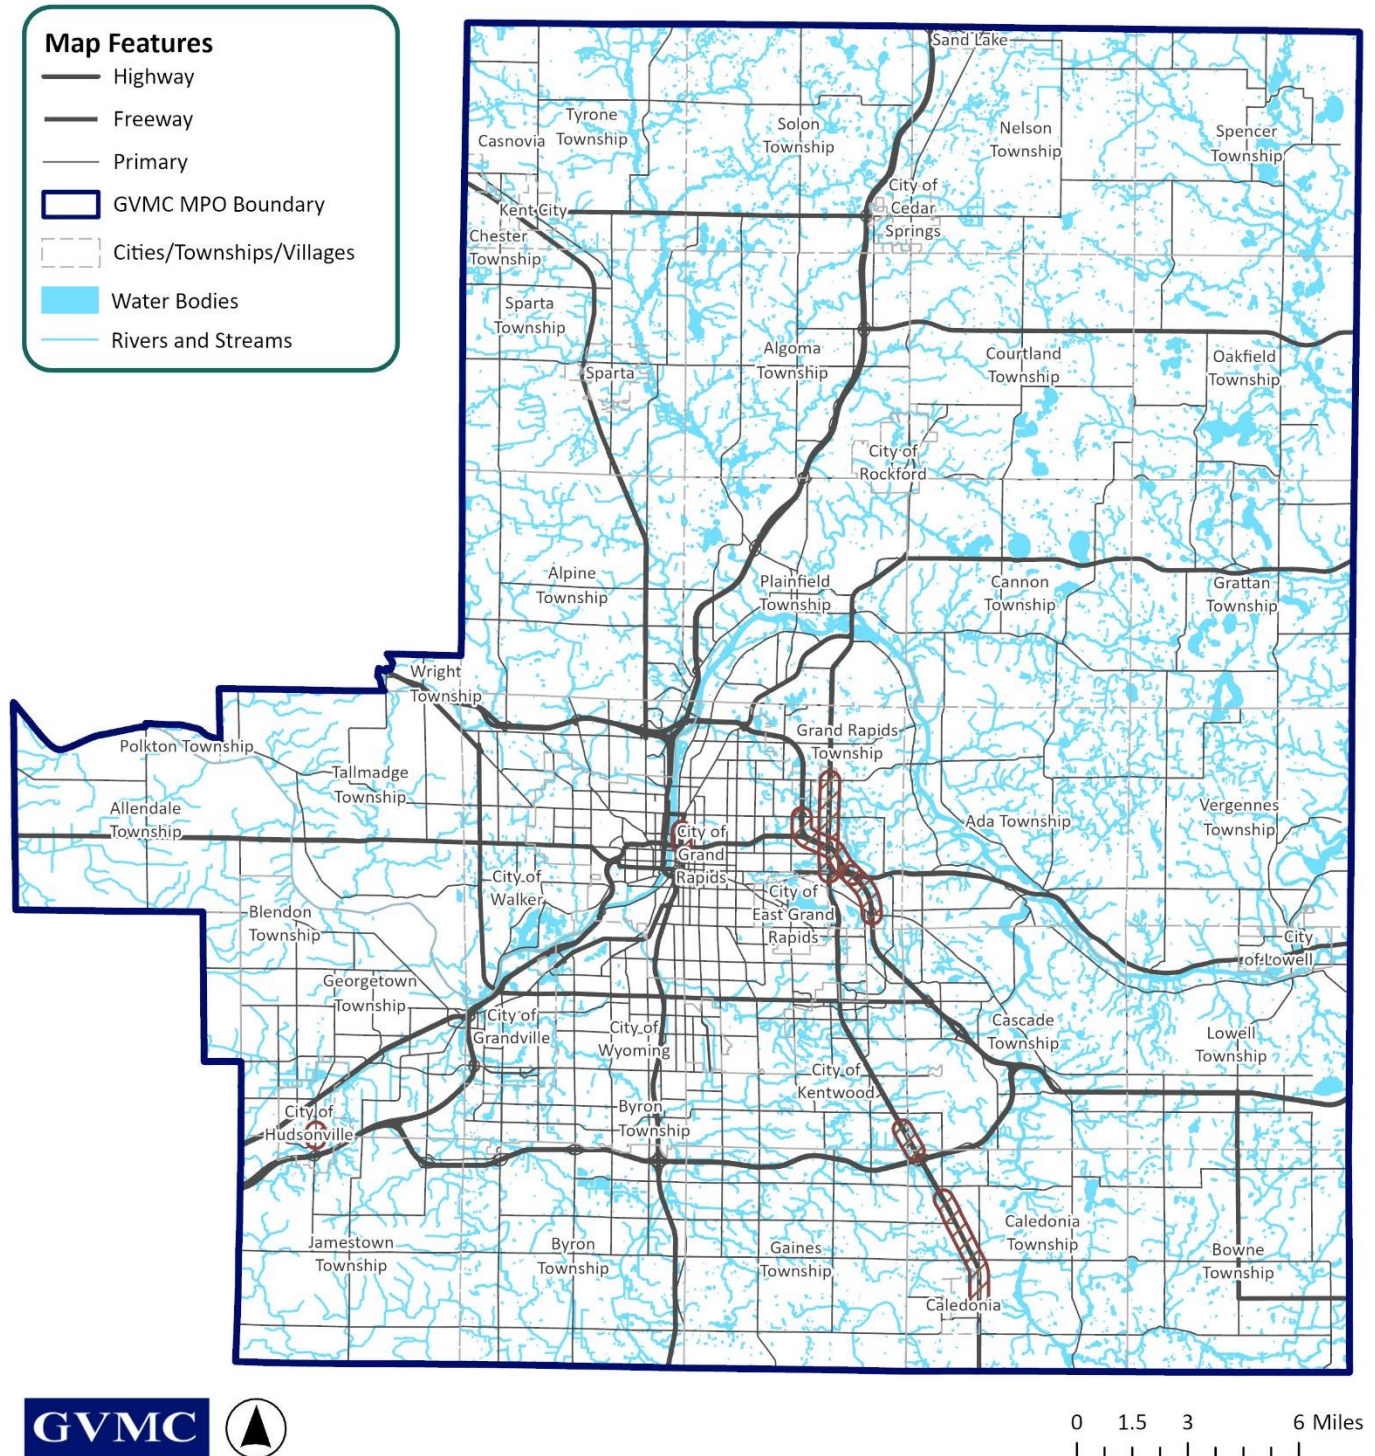 Map Features
Highway
Freeway
Primary
GVMC MPO Boundary
Cities/Townships/Villages
Water Bodies
Rivers and Streams
Sand Lake
Tyrone
Township
Casnovia
Solon
Township
Nelson
Township
Spencer
Township
City of
Cedar
Springs
Kent City
Chester
Township
Sparta
Township
Sparta
Algoma
Township
Courtland
Township
Oakfield
Township
City of
Rockford
Alpine
Township
Plainfield
Township
Cannon
Township
Grattan
Township
Wright
Township
Polkton Township
Tallmadge
Township
Allendale
Township
Grand Rapids
Township
Ada Township
Vergennes
Township
City of
Grand
Rapids
City of
Walker
City of
East Grand
Rapids
Blendon
Township
City
of Lowell
Georgetown
Township
City of
Grandville
City of
Wyoming
Cascade
Township
Lowell
Township
City of
Kentwood
City of
Hudsonville
Byron
Township
Jamestown
Township
Byron
Township
Gaines
Township
Caledonia
Township
Bowne
Township
Caledonia
GVMC
0 1.5 3 6 Miles